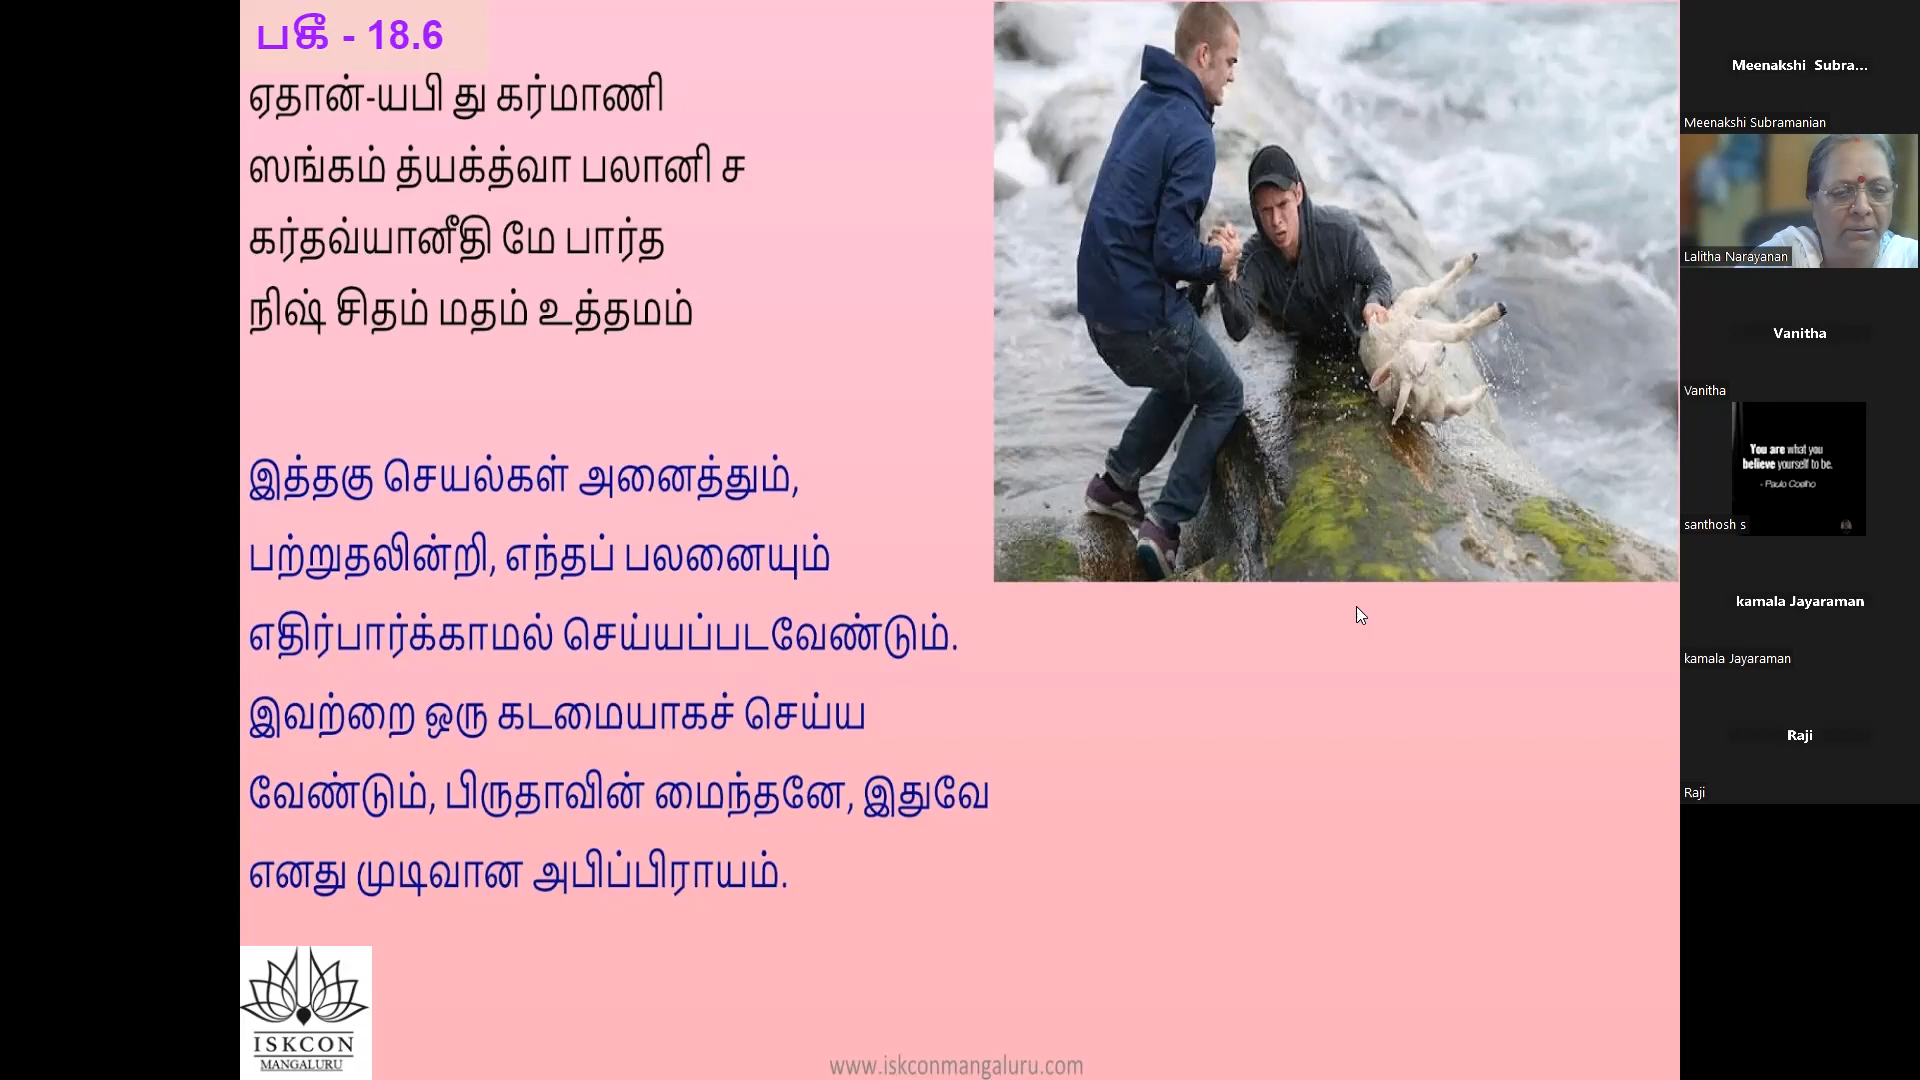 பகீ - 18.6
ஏதான்-யபி து கர்மாணி
ஸங்கம் த்யக்த்வா பலானி ச
கர்தவ்யானீதி மே பார்த
நிஷ் சிதம் மதம் உத்தமம்
இத்தகு செயல்கள் அனைத்தும்,
பற்றுதலின்றி, எந்தப் பலனையும்
எதிர்பார்க்காமல் செய்யப்படவேண்டும்.
இவற்றை ஒரு கடமையாகச் செய்ய
வேண்டும், பிருதாவின் மைந்தனே, இதுவே
எனது முடிவான அபிப்பிராயம்.
ISKCON
MANGALURU
www.iskconmangaluru.com
Meenakshi Subra...
Meenakshi Subramanian
Lalitha Narayanan
Vanitha
Vanitha
You are what you
believe yourself to be.
- Paulo Coelho
santhosh s
kamala Jayaraman
kamala Jayaraman
Raji
Raji